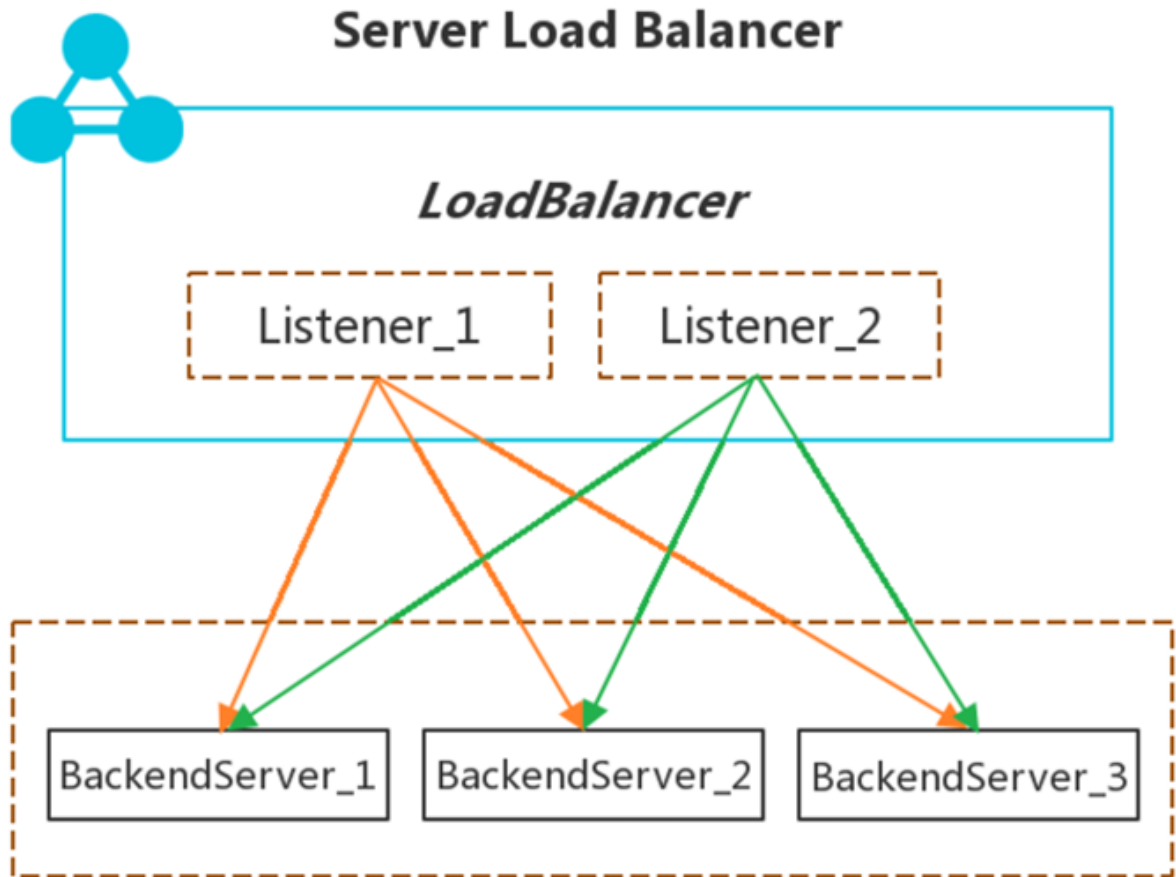 Server Load Balancer
LoadBalancer
Listener_1
Listener_2
BackendServer_1
BackendServer_2
BackendServer_3